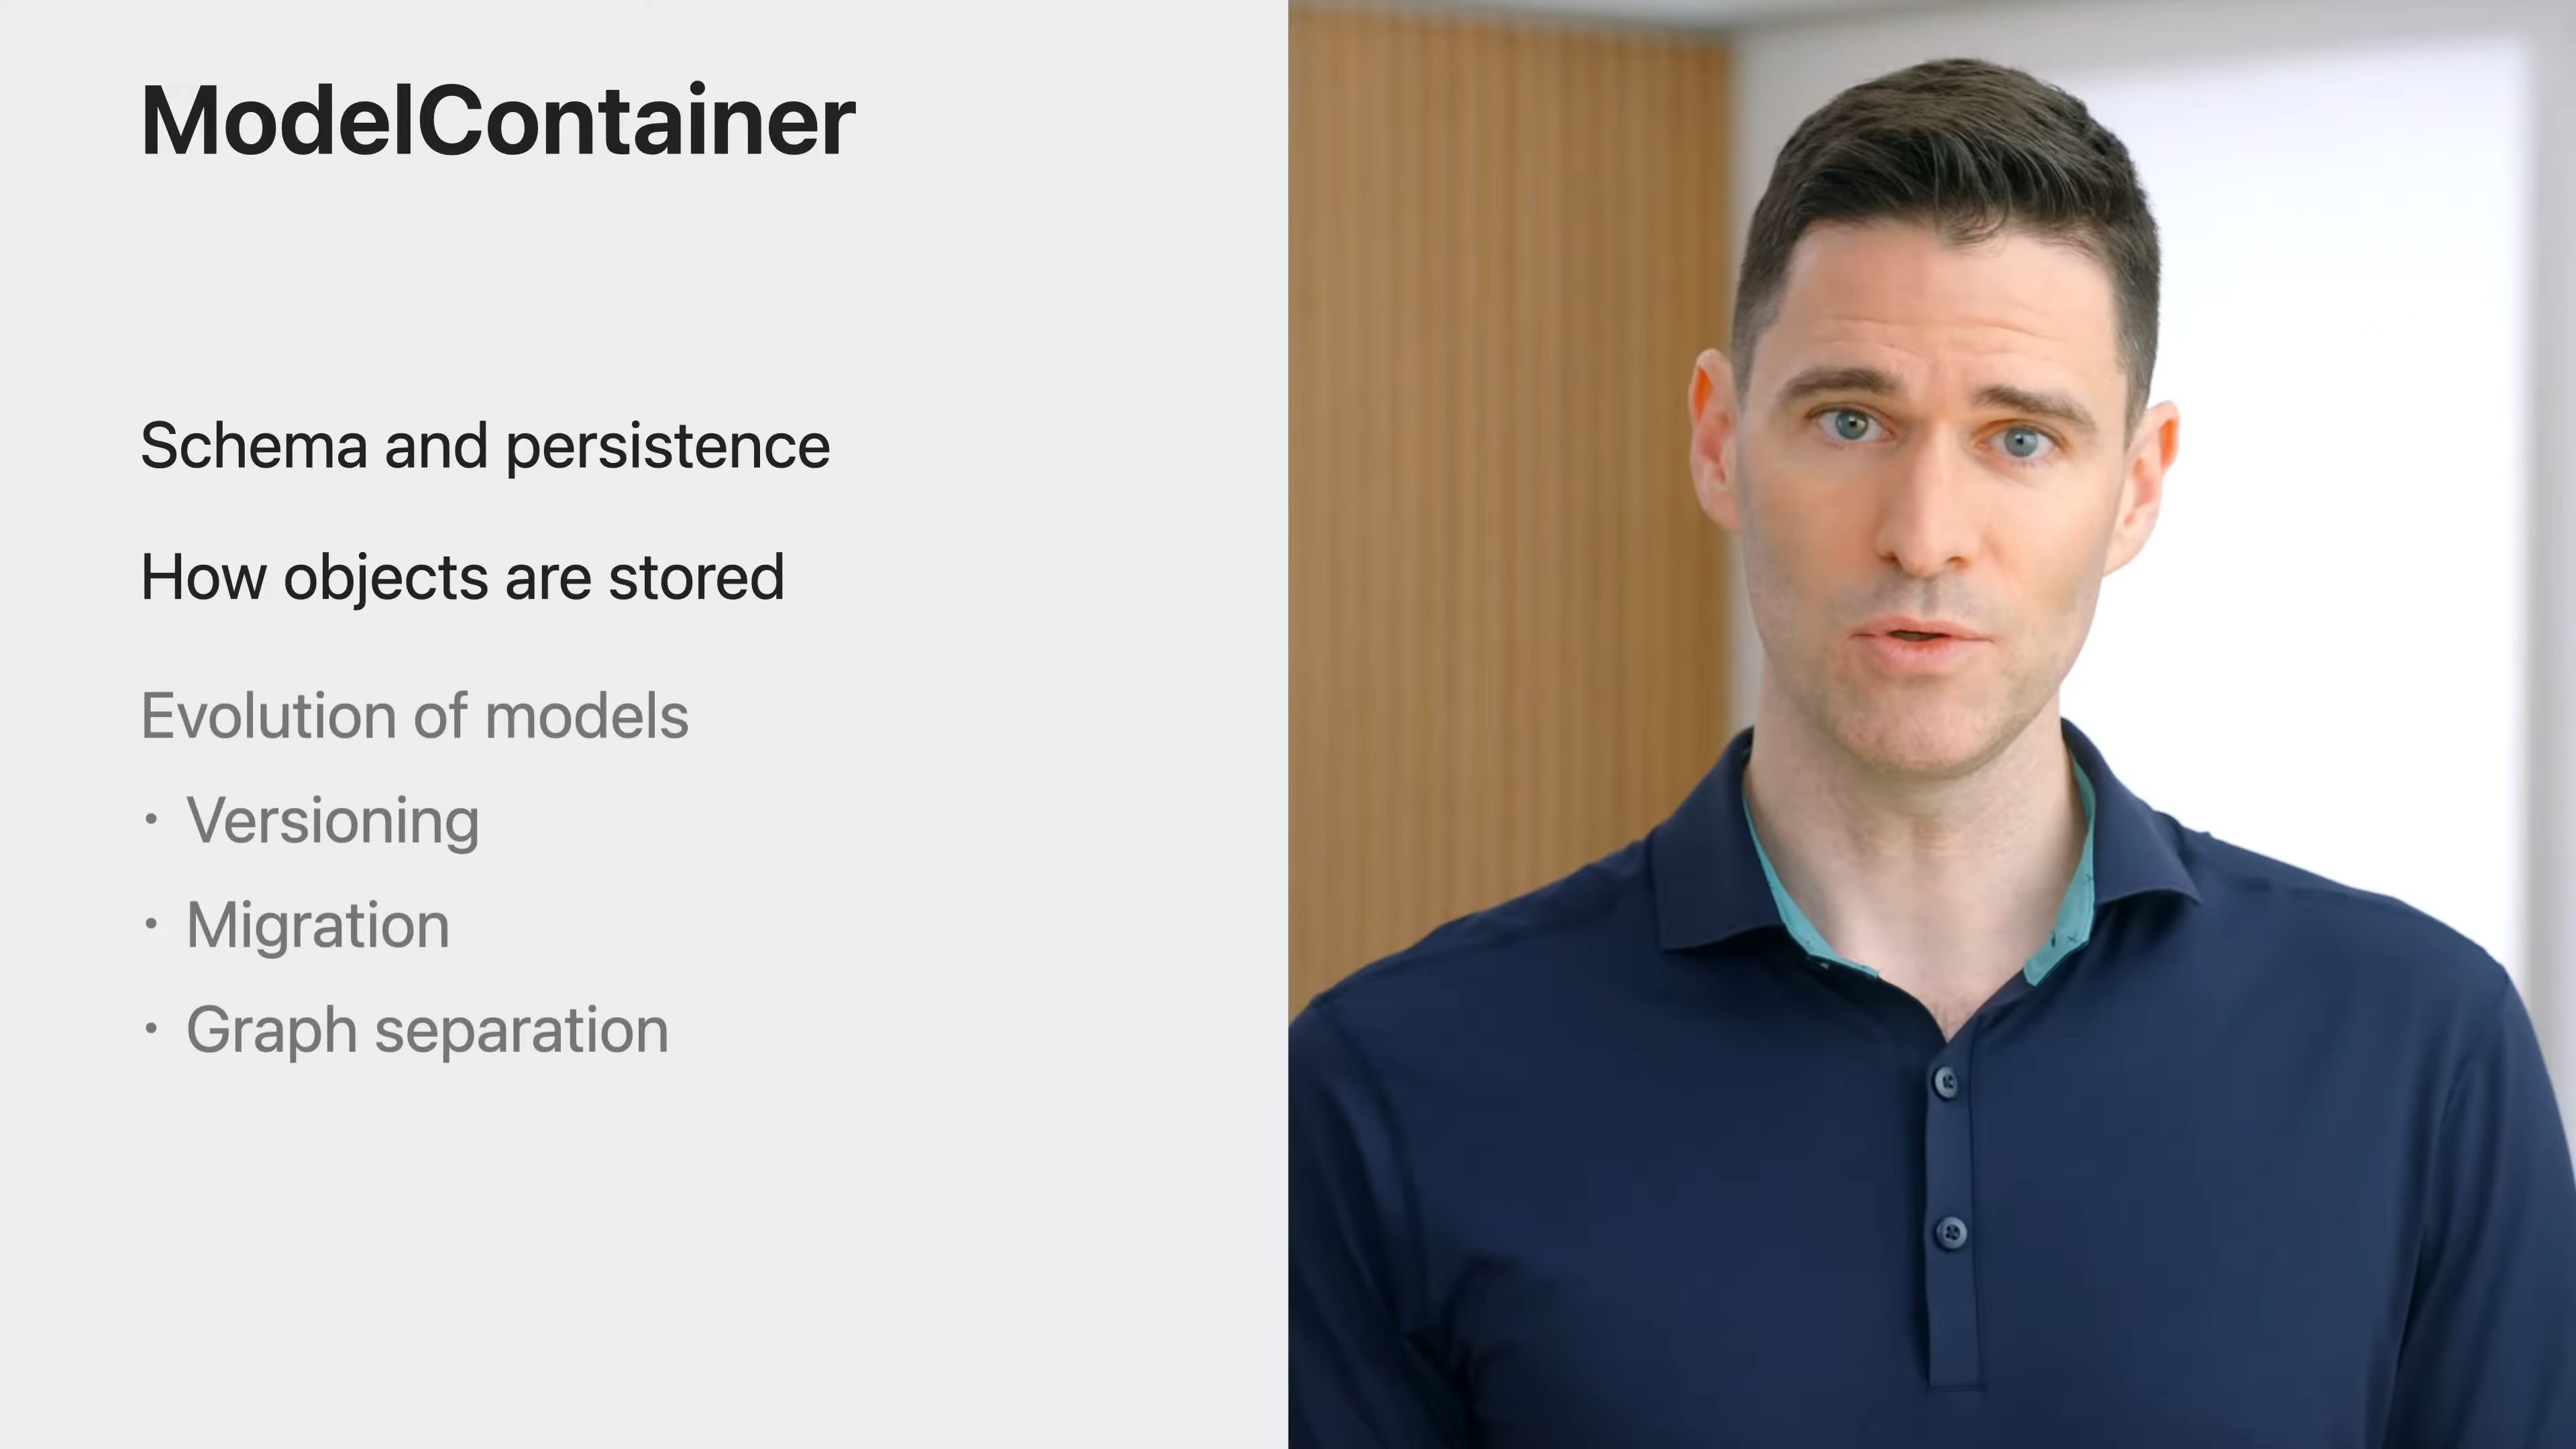 ModelContainer
Schema and persistence
How objects are stored
Evolution of models
• Versioning
• Migration
• Graph separation